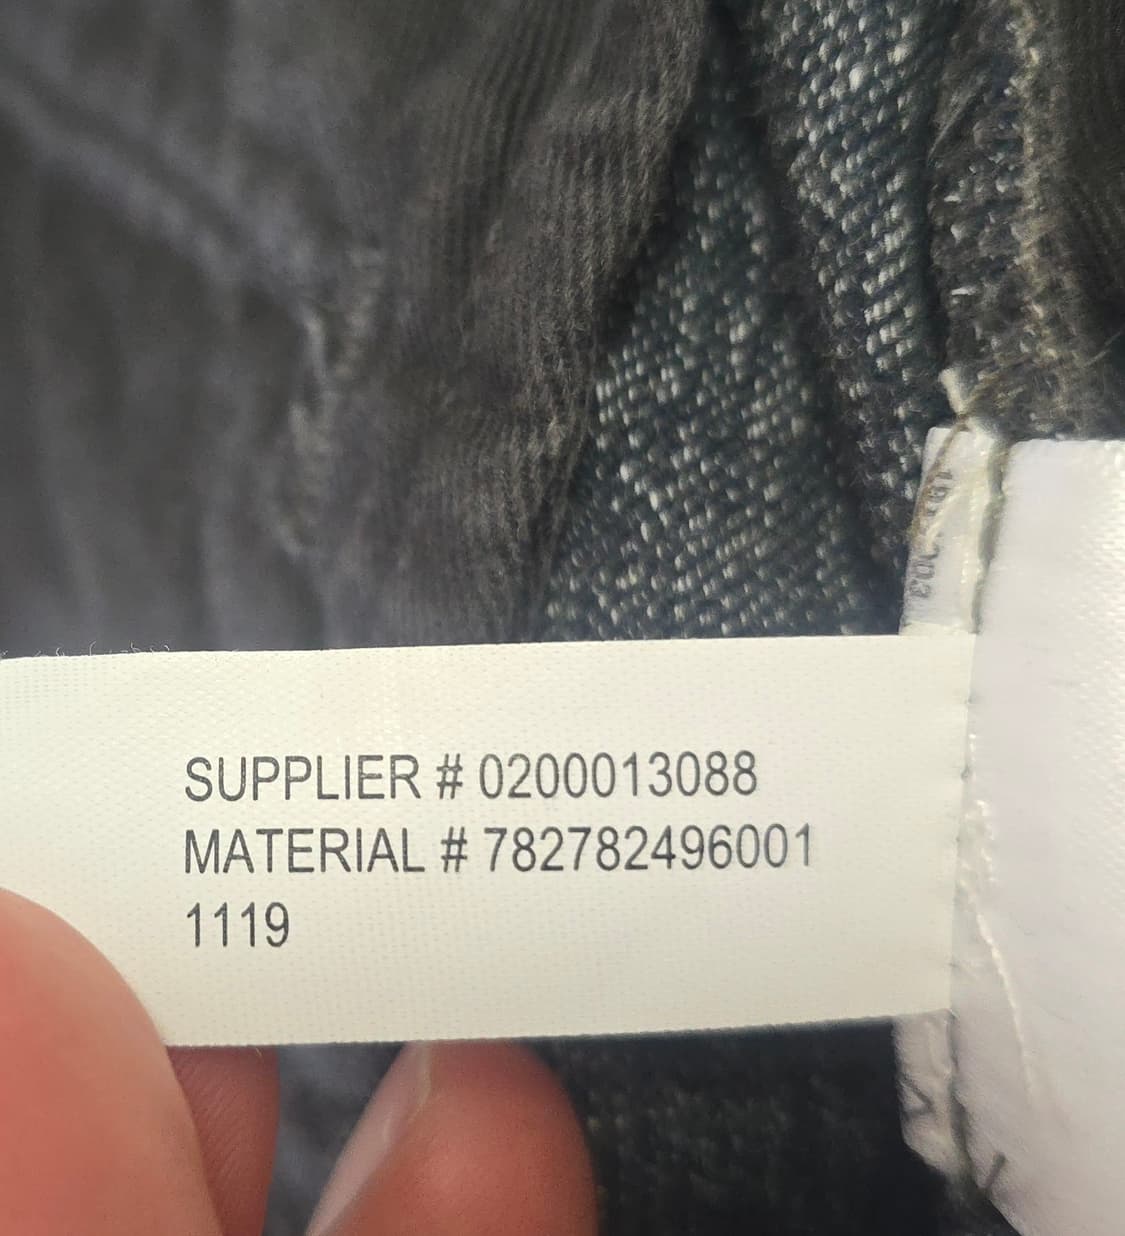 SUPPLIER # 0200013088
MATERIAL # 782782496001
1119